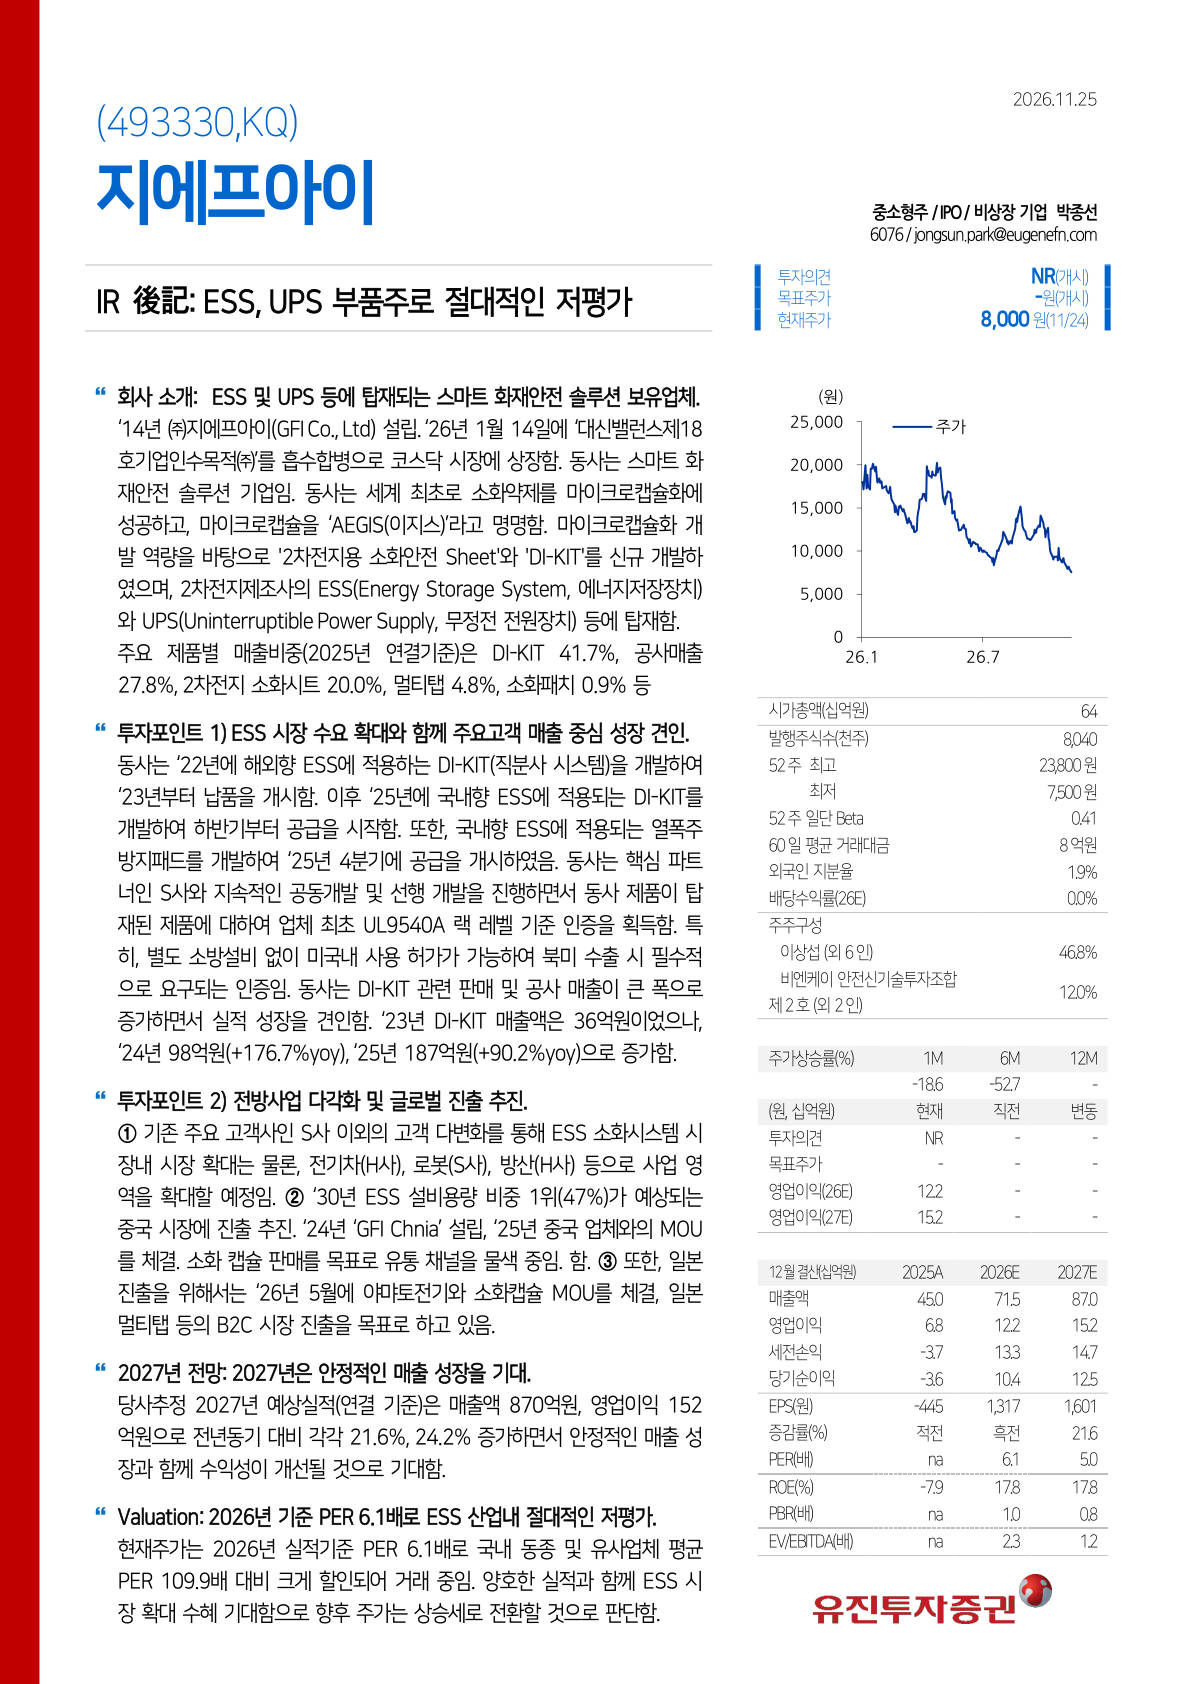 2026.11.25
(493330,KQ)
지에프아이
중소형주 / IPO / 비상장 기업 박종선
6076 / jongsun.park@eugenefn.com
IR 後記: ESS, UPS 부품주로 절대적인 저평가
투자의견 NR(개시)
목표주가 -원(개시)
현재주가 8,000 원(11/24)
“ 회사 소개: ESS 및 UPS 등에 탑재되는 스마트 화재안전 솔루션 보유업체.
‘14년 ㈜지에프아이(GFI Co., Ltd) 설립. ‘26년 1월 14일에 ‘대신밸런스제18
호기업인수목적㈜’를 흡수합병으로 코스닥 시장에 상장함. 동사는 스마트 화
재안전 솔루션 기업임. 동사는 세계 최초로 소화약제를 마이크로캡슐화에
성공하고, 마이크로캡슐을 ‘AEGIS(이지스)’라고 명명함. 마이크로캡슐화 개
발 역량을 바탕으로 '2차전지용 소화안전 Sheet'와 'DI-KIT'를 신규 개발하
였으며, 2차전지제조사의 ESS(Energy Storage System, 에너지저장장치)
와 UPS(Uninterruptible Power Supply, 무정전 전원장치) 등에 탑재함.
주요 제품별 매출비중(2025년 연결기준)은 DI-KIT 41.7%, 공사매출
27.8%, 2차전지 소화시트 20.0%, 멀티탭 4.8%, 소화패치 0.9% 등
“ 투자포인트 1) ESS 시장 수요 확대와 함께 주요고객 매출 중심 성장 견인.
동사는 ‘22년에 해외향 ESS에 적용하는 DI-KIT(직분사 시스템)을 개발하여
‘23년부터 납품을 개시함. 이후 ‘25년에 국내향 ESS에 적용되는 DI-KIT를
개발하여 하반기부터 공급을 시작함. 또한, 국내향 ESS에 적용되는 열폭주
방지패드를 개발하여 ‘25년 4분기에 공급을 개시하였음. 동사는 핵심 파트
너인 S사와 지속적인 공동개발 및 선행 개발을 진행하면서 동사 제품이 탑
재된 제품에 대하여 업체 최초 UL9540A 랙 레벨 기준 인증을 획득함. 특
히, 별도 소방설비 없이 미국내 사용 허가가 가능하여 북미 수출 시 필수적
으로 요구되는 인증임. 동사는 DI-KIT 관련 판매 및 공사 매출이 큰 폭으로
증가하면서 실적 성장을 견인함. ‘23년 DI-KIT 매출액은 36억원이었으나,
‘24년 98억원(+176.7%yoy), ‘25년 187억원(+90.2%yoy)으로 증가함.
“ 투자포인트 2) 전방사업 다각화 및 글로벌 진출 추진.
① 기존 주요 고객사인 S사 이외의 고객 다변화를 통해 ESS 소화시스템 시
장내 시장 확대는 물론, 전기차(H사), 로봇(S사), 방산(H사) 등으로 사업 영
역을 확대할 예정임. ② ‘30년 ESS 설비용량 비중 1위(47%)가 예상되는
중국 시장에 진출 추진. ‘24년 ‘GFI Chnia’ 설립, ‘25년 중국 업체와의 MOU
를 체결. 소화 캡슐 판매를 목표로 유통 채널을 물색 중임. 함. ③ 또한, 일본
진출을 위해서는 ‘26년 5월에 야먀토전기와 소화캡슐 MOU를 체결, 일본
멀티탭 등의 B2C 시장 진출을 목표로 하고 있음.
“ 2027년 전망: 2027년은 안정적인 매출 성장을 기대.
당사추정 2027년 예상실적(연결 기준)은 매출액 870억원, 영업이익 152
억원으로 전년동기 대비 각각 21.6%, 24.2% 증가하면서 안정적인 매출 성
장과 함께 수익성이 개선될 것으로 기대함.
“ Valuation: 2026년 기준 PER 6.1배로 ESS 산업내 절대적인 저평가.
현재주가는 2026년 실적기준 PER 6.1배로 국내 동종 및 유사업체 평균
PER 109.9배 대비 크게 할인되어 거래 중임. 양호한 실적과 함께 ESS 시
장 확대 수혜 기대함으로 향후 주가는 상승세로 전환할 것으로 판단함.
(원)
주가
25,000
20,000
15,000
10,000
5,000
0
26.1 26.7
시가총액(십억원) 64
발행주식수(천주) 8,040
52 주 최고 23,800 원
최저 7,500 원
52 주 일단 Beta 0.41
60 일 평균 거래대금 8 억원
외국인 지분율 1.9%
배당수익률(26E) 0.0%
주주구성
이상섭 (외 6 인) 46.8%
비엔케이 안전신기술투자조합
제 2 호 (외 2 인) 12.0%
주가상승률(%) 1M 6M 12M
-18.6 -52.7 -
(원, 십억원) 현재 직전 변동
투자의견 NR - -
목표주가 - - -
영업이익(26E) 12.2 - -
영업이익(27E) 15.2 - -
12 월 결산(십억원) 2025A 2026E 2027E
매출액 45.0 71.5 87.0
영업이익 6.8 12.2 15.2
세전손익 -3.7 13.3 14.7
당기순이익 -3.6 10.4 12.5
EPS(원) -445 1,317 1,601
증감률(%) 적전 흑전 21.6
PER(배) na 6.1 5.0
ROE(%) -7.9 17.8 17.8
PBR(배) na 1.0 0.8
EV/EBITDA(배) na 2.3 1.2
유진투자증권